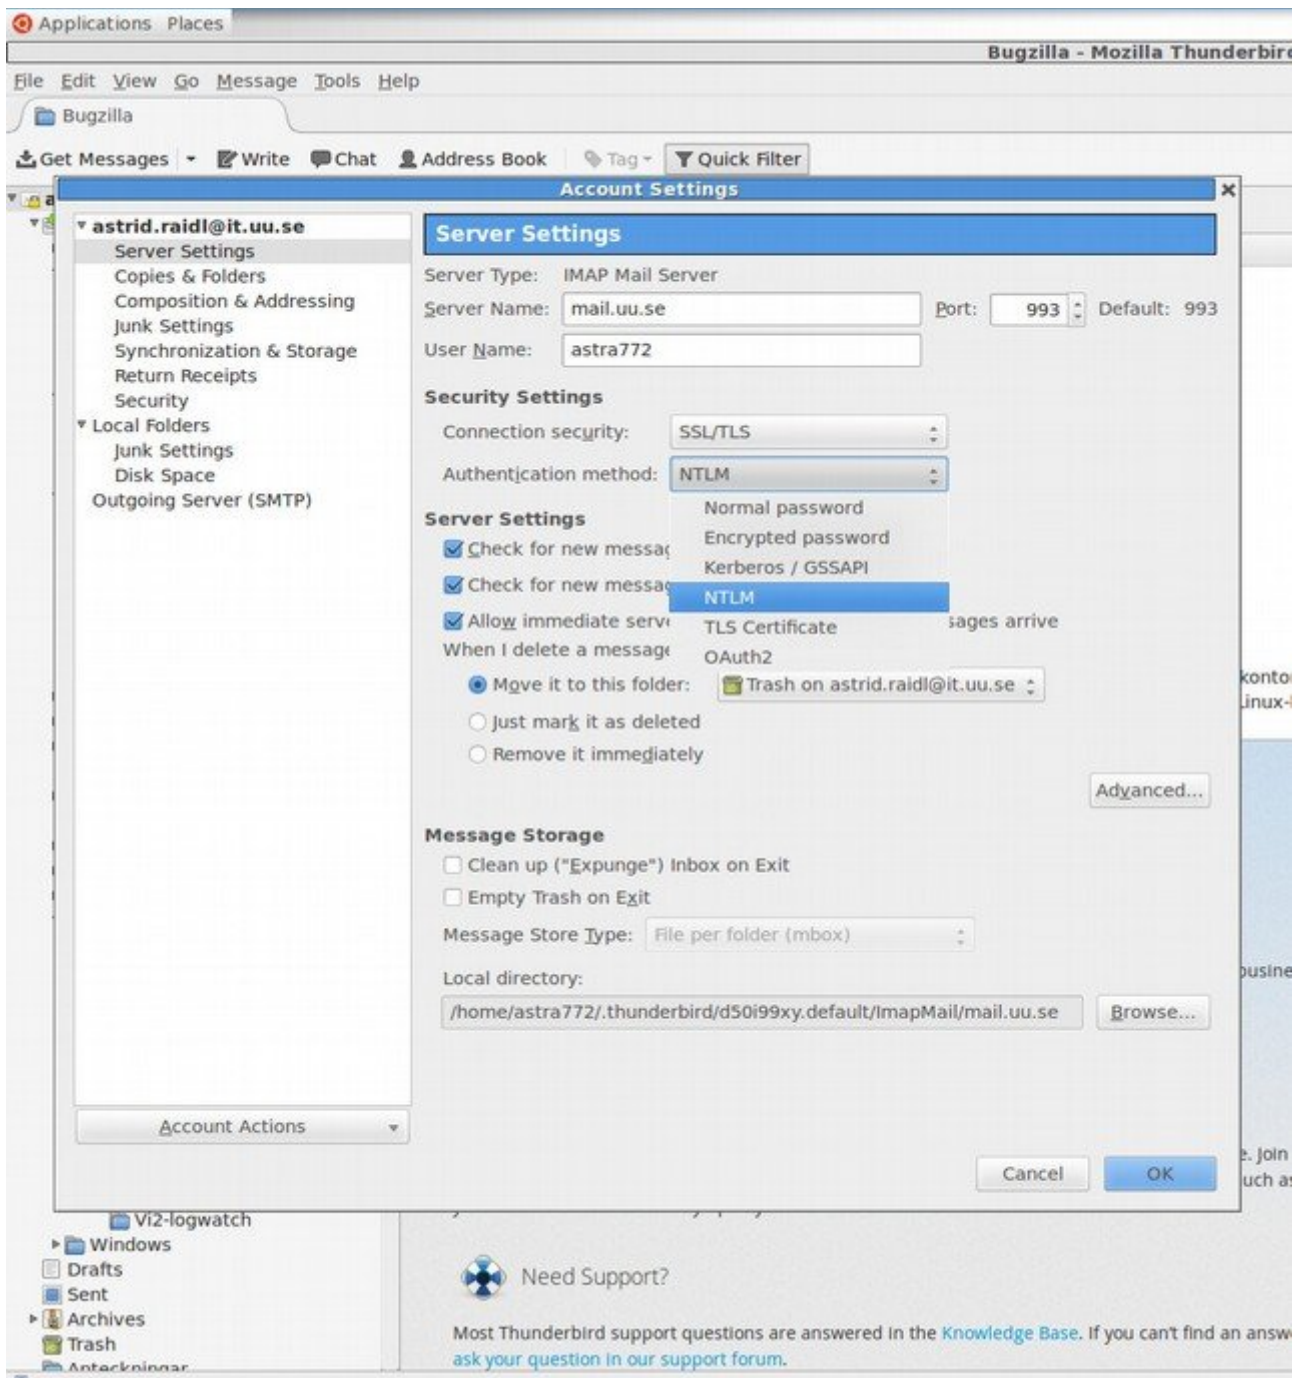 Applications Places
Bugzilla - Mozilla Thunderbird
File Edit View Go Message Tools Help
Bugzilla
Get Messages Write Chat Address Book Tag Quick Filter
Account Settings
a
astrid.raidl@it.uu.se
Server Settings
Copies & Folders
Composition & Addressing
Junk Settings
Synchronization & Storage
Return Receipts
Security
Local Folders
Junk Settings
Disk Space
Outgoing Server (SMTP)
Account Actions
Server Settings
Server Type: IMAP Mail Server
Server Name: mail.uu.se Port: 993 Default: 993
User Name: astra772
Security Settings
Connection security: SSL/TLS
Authentication method: NTLM
Normal password
Encrypted password
Kerberos / GSSAPI
NTLM
TLS Certificate
OAuth2
Server Settings
Check for new messag
Check for new messag
Allow immediate serve sages arrive
When I delete a message
Move it to this folder: Trash on astrid.raidl@it.uu.se
Just mark it as deleted
Remove it immediately
Advanced...
Message Storage
Clean up ("Expunge") Inbox on Exit
Empty Trash on Exit
Message Store Type: File per folder (mbox)
Local directory:
/home/astra772/.thunderbird/d50i99xy.default/ImapMail/mail.uu.se Browse...
Cancel OK
konto
Linux-
busine
e. Join
uch as
Vi2-logwatch
Windows
Drafts
Sent
Archives
Trash
Anteckningar
Need Support?
Most Thunderbird support questions are answered in the Knowledge Base. If you can't find an answe
ask your question in our support forum.